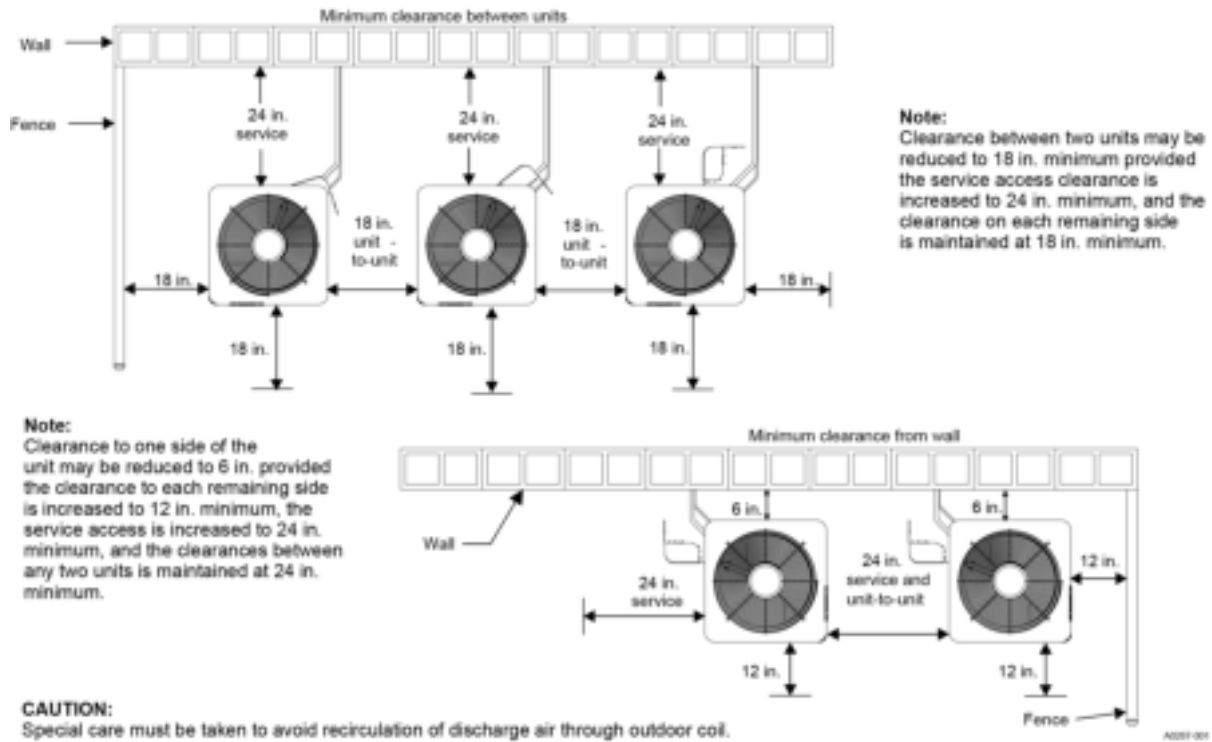 Minimum clearance between units
Wall
Fence
24 in.
service
24 in.
service
24 in.
service
18 in.
unit -
to-unit
18 in.
unit -
to-unit
18 in.
18 in.
18 in.
18 in.
18 in.
Note:
Clearance between two units may be
reduced to 18 in. minimum provided
the service access clearance is
increased to 24 in. minimum, and the
clearance on each remaining side
is maintained at 18 in. minimum.
Note:
Clearance to one side of the
unit may be reduced to 6 in. provided
the clearance to each remaining side
is increased to 12 in. minimum, the
service access is increased to 24 in.
minimum, and the clearances between
any two units is maintained at 24 in.
minimum.
Minimum clearance from wall
Wall
6 in.
6 in.
24 in.
service
24 in.
service and
unit-to-unit
12 in.
12 in.
12 in.
Fence
CAUTION:
Special care must be taken to avoid recirculation of discharge air through outdoor coil.